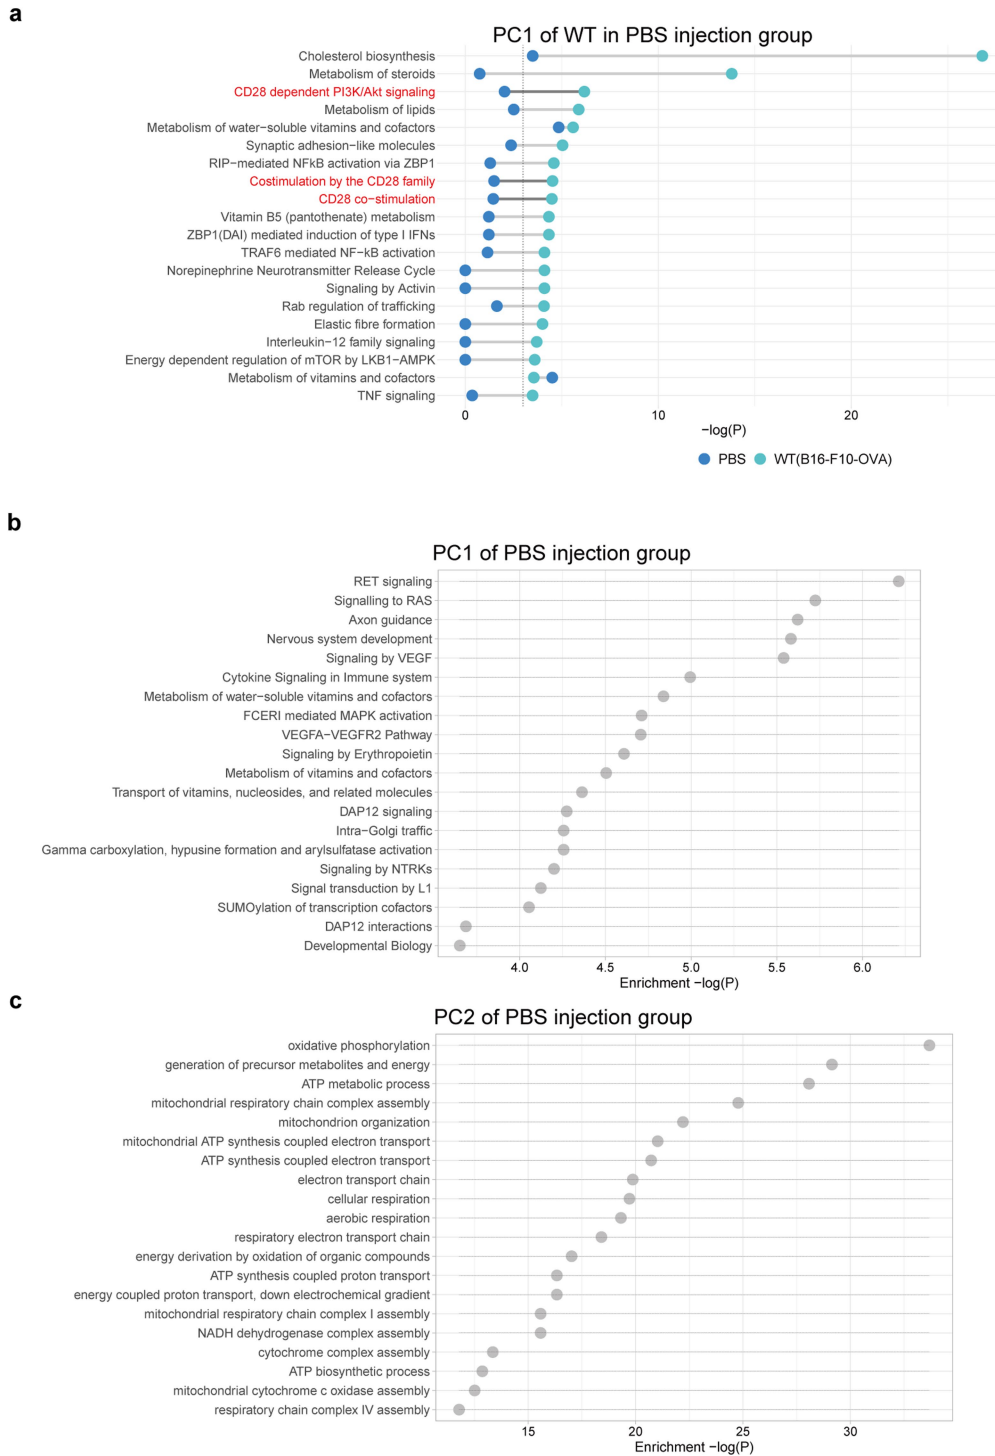 a
PC1 of WT in PBS injection group
Cholesterol biosynthesis
Metabolism of steroids
CD28 dependent PI3K/Akt signaling
Metabolism of lipids
Metabolism of water−soluble vitamins and cofactors
Synaptic adhesion−like molecules
RIP−mediated NFkB activation via ZBP1
Costimulation by the CD28 family
CD28 co−stimulation
Vitamin B5 (pantothenate) metabolism
ZBP1(DAI) mediated induction of type I IFNs
TRAF6 mediated NF−kB activation
Norepinephrine Neurotransmitter Release Cycle
Signaling by Activin
Rab regulation of trafficking
Elastic fibre formation
Interleukin−12 family signaling
Energy dependent regulation of mTOR by LKB1−AMPK
Metabolism of vitamins and cofactors
TNF signaling
0 10 20
−log(P)
PBS WT(B16-F10-OVA)
b
PC1 of PBS injection group
RET signaling
Signalling to RAS
Axon guidance
Nervous system development
Signaling by VEGF
Cytokine Signaling in Immune system
Metabolism of water−soluble vitamins and cofactors
FCERI mediated MAPK activation
VEGFA−VEGFR2 Pathway
Signaling by Erythropoietin
Metabolism of vitamins and cofactors
Transport of vitamins, nucleosides, and related molecules
DAP12 signaling
Intra−Golgi traffic
Gamma carboxylation, hypusine formation and arylsulfatase activation
Signaling by NTRKs
Signal transduction by L1
SUMOylation of transcription cofactors
DAP12 interactions
Developmental Biology
4.0 4.5 5.0 5.5 6.0
Enrichment −log(P)
c
PC2 of PBS injection group
oxidative phosphorylation
generation of precursor metabolites and energy
ATP metabolic process
mitochondrial respiratory chain complex assembly
mitochondrion organization
mitochondrial ATP synthesis coupled electron transport
ATP synthesis coupled electron transport
electron transport chain
cellular respiration
aerobic respiration
respiratory electron transport chain
energy derivation by oxidation of organic compounds
ATP synthesis coupled proton transport
energy coupled proton transport, down electrochemical gradient
mitochondrial respiratory chain complex I assembly
NADH dehydrogenase complex assembly
cytochrome complex assembly
ATP biosynthetic process
mitochondrial cytochrome c oxidase assembly
respiratory chain complex IV assembly
15 20 25 30
Enrichment −log(P)